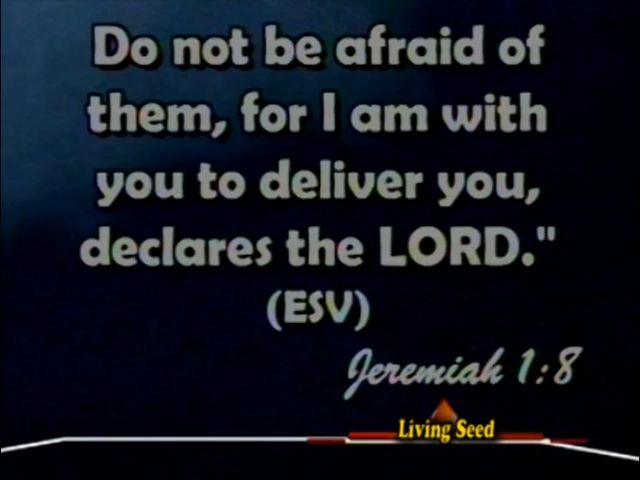 Do not be afraid of
them, for I am with
you to deliver you,
declares the LORD."
(ESV)
Jeremiah 1:8
Living Seed